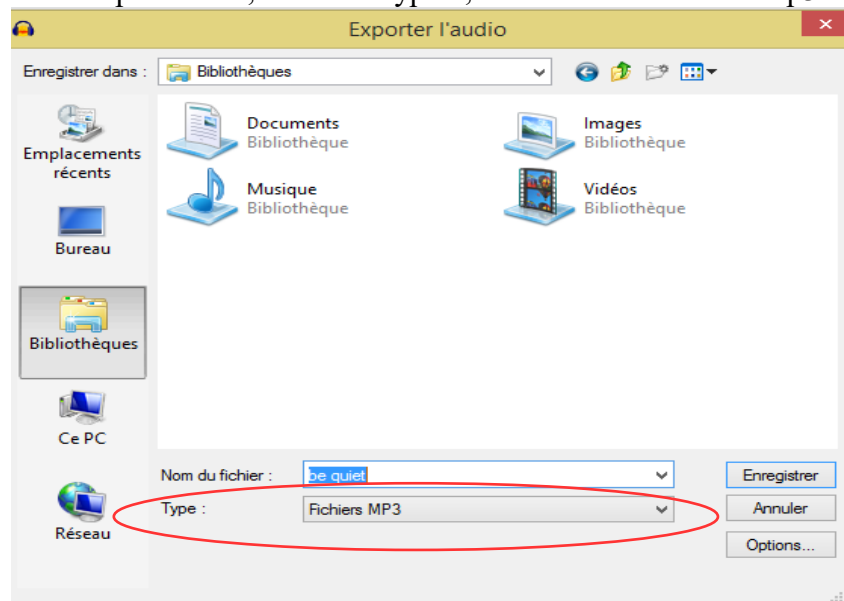 Exporter l'audio
Enregistrer dans :
Bibliothèques
Emplacements
récents
Bureau
Bibliothèques
Ce PC
Réseau
Documents
Bibliothèque
Images
Bibliothèque
Musique
Bibliothèque
Vidéos
Bibliothèque
Nom du fichier :
be quiet
Enregistrer
Type :
Fichiers MP3
Annuler
Options...